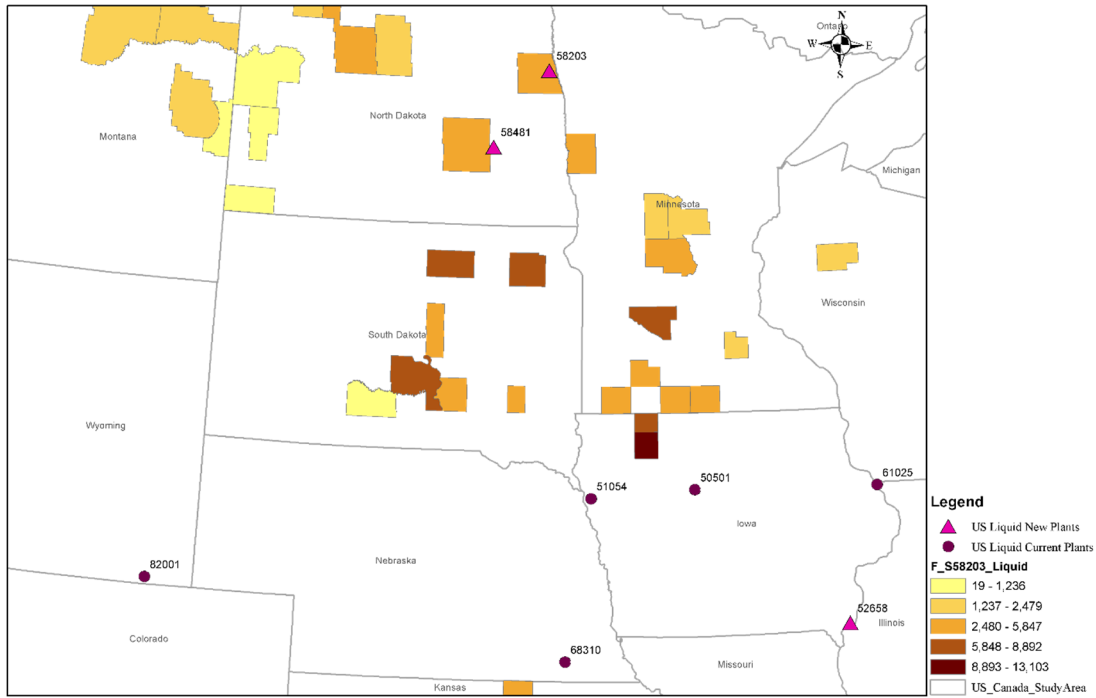 N
Ontario
W E
S
58203
58481
North Dakota
Montana
Michigan
Minnesota
Wisconsin
South Dakota
Wyoming
61025
50501
51054
Iowa
Nebraska
82001
52658
Illinois
Colorado
68310
Missouri
Kansas
Legend
US Liquid New Plants
US Liquid Current Plants
F_S58203_Liquid
19 - 1,236
1,237 - 2,479
2,480 - 5,847
5,848 - 8,892
8,893 - 13,103
US_Canada_StudyArea